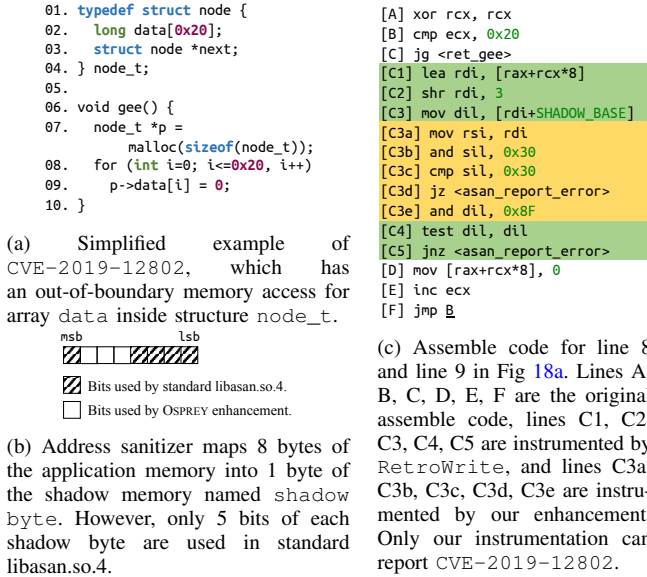 01. typedef struct node {
02. long data[0x20];
03. struct node *next;
04. } node_t;
05.
06. void gee() {
07. node_t *p =
malloc(sizeof(node_t));
08. for (int i=0; i<=0x20, i++)
09. p->data[i] = 0;
10. }
(a) Simplified example of
CVE-2019-12802, which has
an out-of-boundary memory access for
array data inside structure node_t.
msb lsb
Bits used by standard libasan.so.4.
Bits used by OSPREY enhancement.
(b) Address sanitizer maps 8 bytes of
the application memory into 1 byte of
the shadow memory named shadow
byte. However, only 5 bits of each
shadow byte are used in standard
libasan.so.4.
[A] xor rcx, rcx
[B] cmp ecx, 0x20
[C] jg <ret_gee>
[C1] lea rdi, [rax+rcx*8]
[C2] shr rdi, 3
[C3] mov dil, [rdi+SHADOW_BASE]
[C3a] mov rsi, rdi
[C3b] and sil, 0x30
[C3c] cmp sil, 0x30
[C3d] jz <asan_report_error>
[C3e] and dil, 0x8F
[C4] test dil, dil
[C5] jnz <asan_report_error>
[D] mov [rax+rcx*8], 0
[E] inc ecx
[F] jmp B
(c) Assemble code for line 8
and line 9 in Fig 18a. Lines A,
B, C, D, E, F are the original
assemble code, lines C1, C2,
C3, C4, C5 are instrumented by
RetroWrite, and lines C3a,
C3b, C3c, C3d, C3e are instru-
mented by our enhancement.
Only our instrumentation can
report CVE-2019-12802.